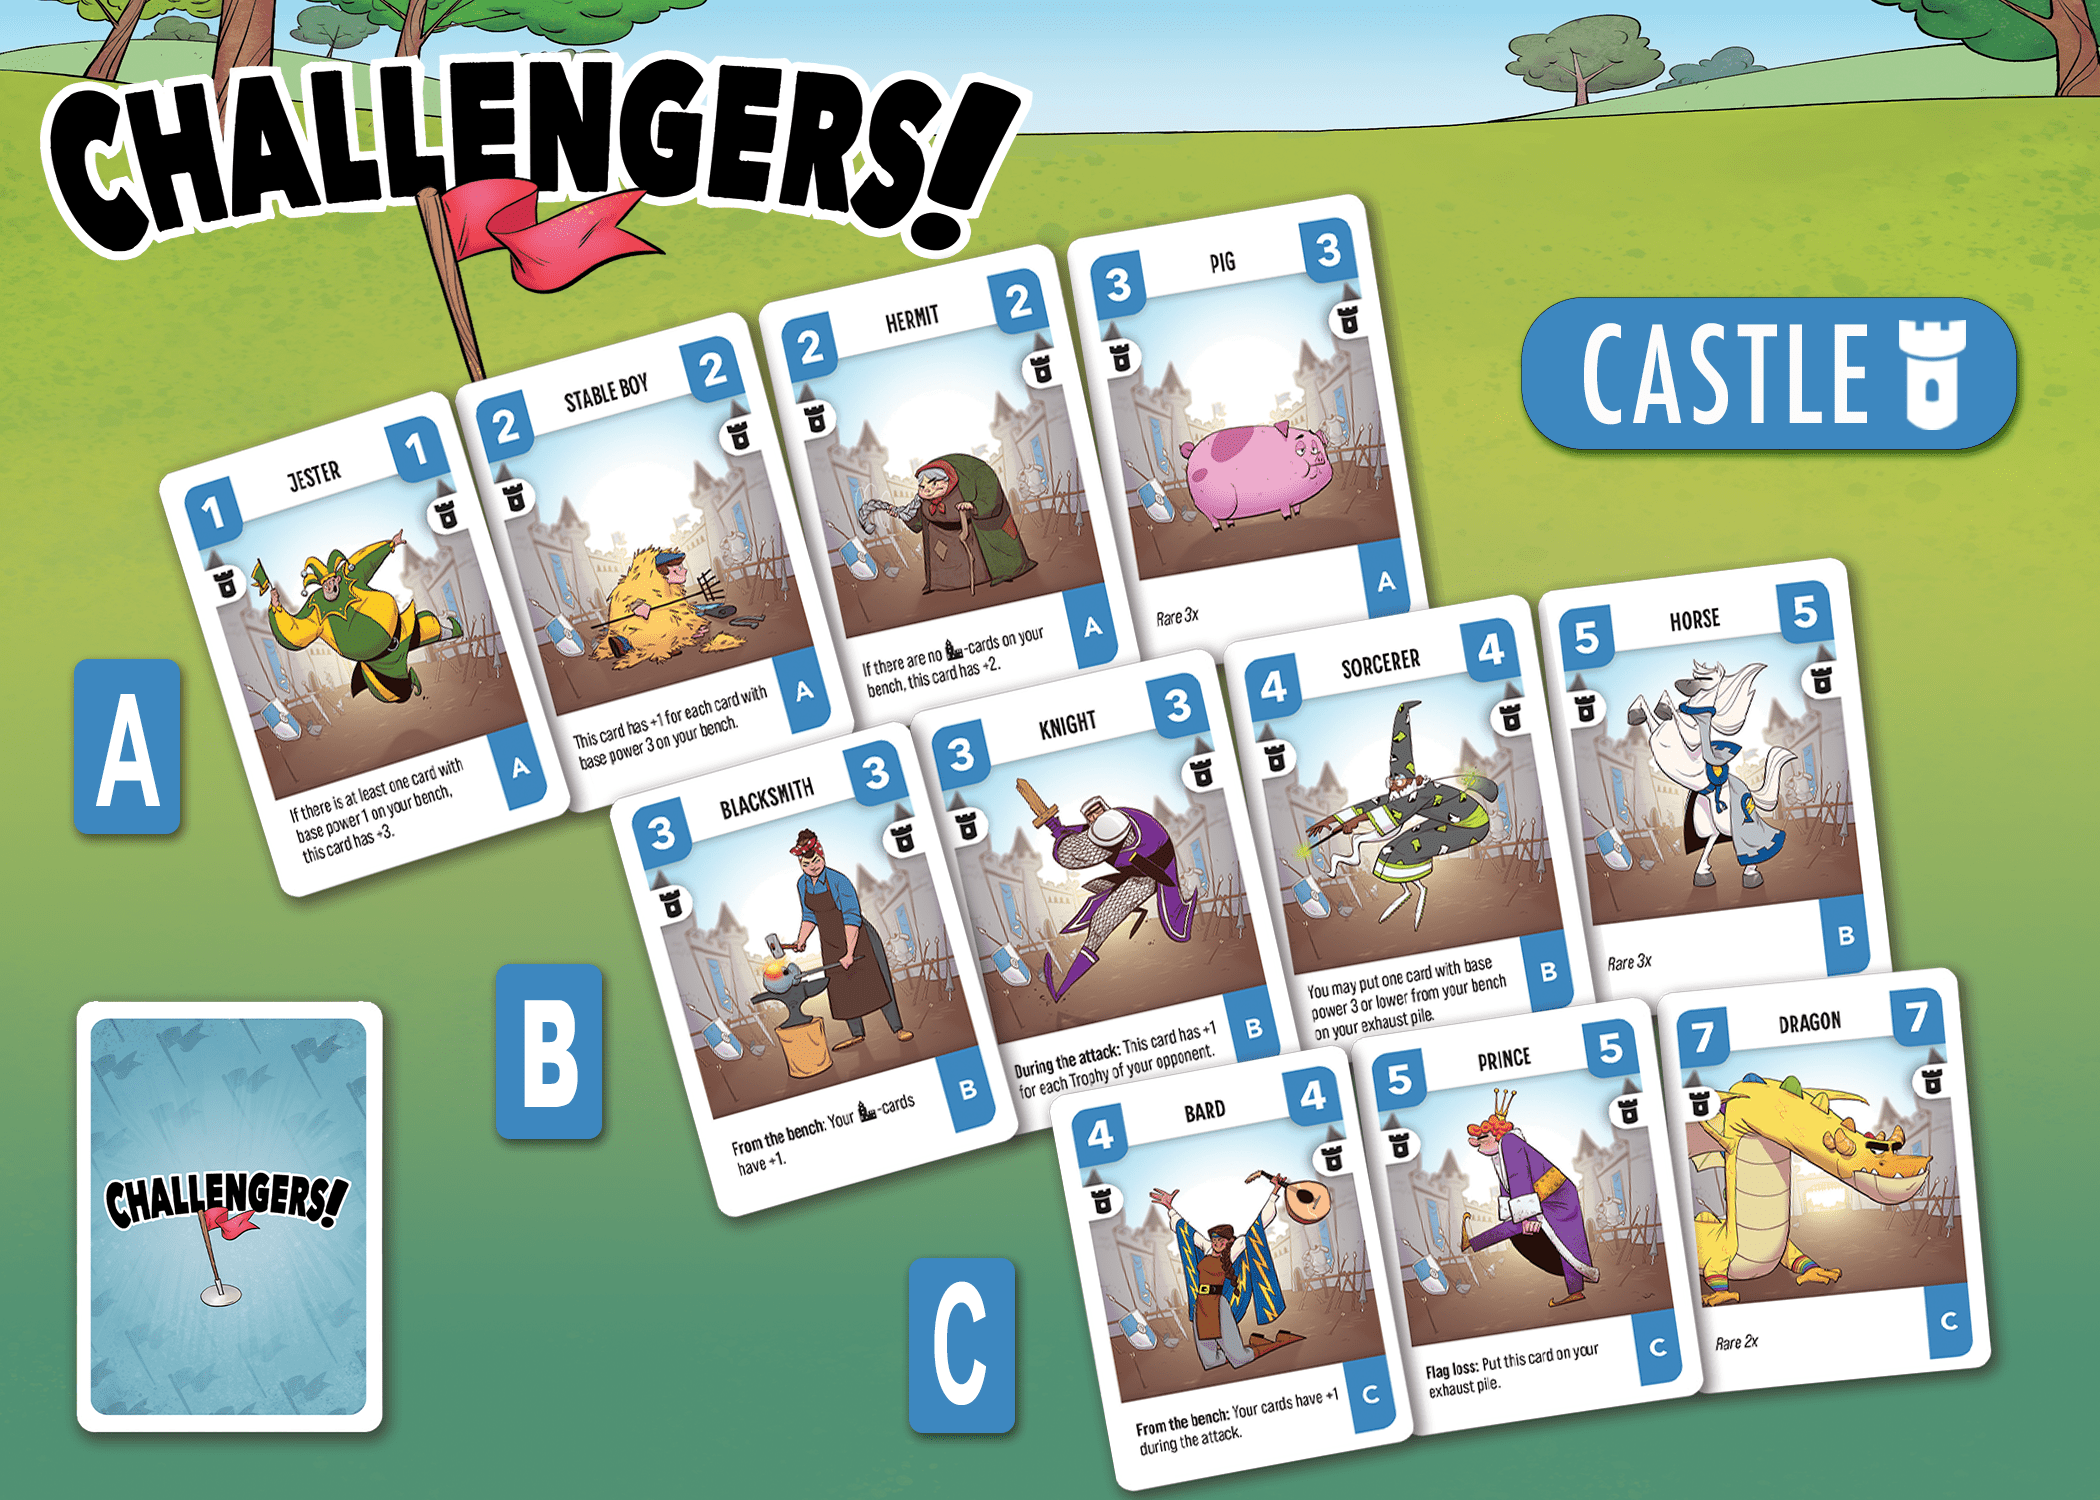 CHALLENGERS!
CASTLE
A
1
JESTER
1
If there is at least one card with
base power 1 on your bench,
this card has +3.
A
2
STABLE BOY
2
This card has +1 for each card with
base power 3 on your bench.
A
2
HERMIT
2
If there are no -cards on your
bench, this card has +2.
A
3
PIG
3
Rare 3x
A
B
3
BLACKSMITH
3
From the bench: Your -cards
have +1.
B
3
KNIGHT
3
During the attack: This card has +1
for each Trophy of your opponent.
B
4
SORCERER
4
You may put one card with base
power 3 or lower from your bench
on your exhaust pile.
B
5
HORSE
5
Rare 3x
B
C
4
BARD
4
From the bench: Your cards have +1
during the attack.
C
5
PRINCE
5
Flag loss: Put this card on your
exhaust pile.
C
7
DRAGON
7
Rare 2x
C
CHALLENGERS!